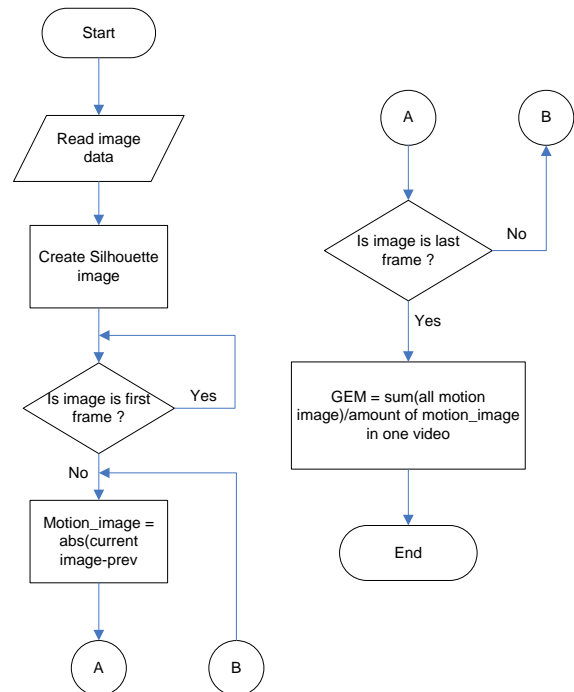 Start
Read image
data
Create Silhouette
image
Is image is first
frame ?
Yes
No
Motion_image =
abs(current
image-prev
A
B
A
B
Is image is last
frame ?
No
Yes
GEM = sum(all motion
image)/amount of motion_image
in one video
End